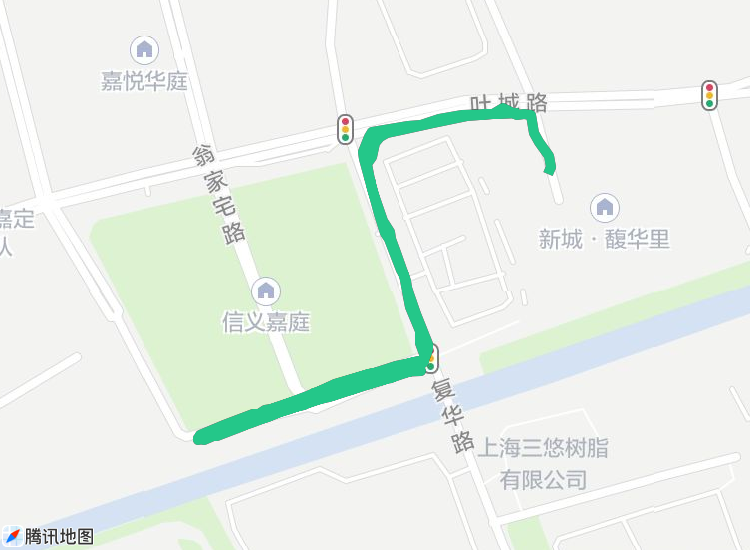 嘉悦华庭
叶城路
翁家宅路
嘉定
队
新城·馥华里
信义嘉庭
复华路
上海三悠树脂
有限公司
腾讯地图